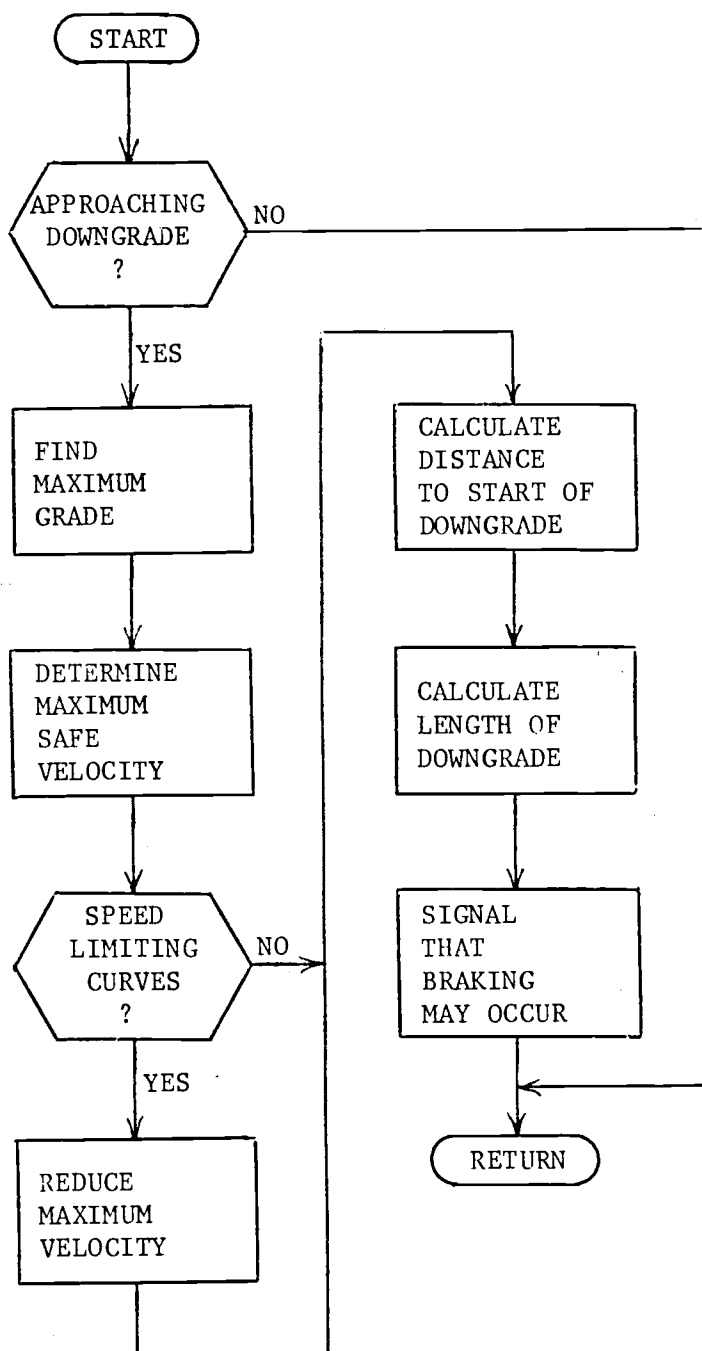 START
APPROACHING
DOWNGRADE
?
NO
YES
FIND
MAXIMUM
GRADE
DETERMINE
MAXIMUM
SAFE
VELOCITY
SPEED
LIMITING
CURVES
?
NO
YES
REDUCE
MAXIMUM
VELOCITY
CALCULATE
DISTANCE
TO START OF
DOWNGRADE
CALCULATE
LENGTH OF
DOWNGRADE
SIGNAL
THAT
BRAKING
MAY OCCUR
RETURN